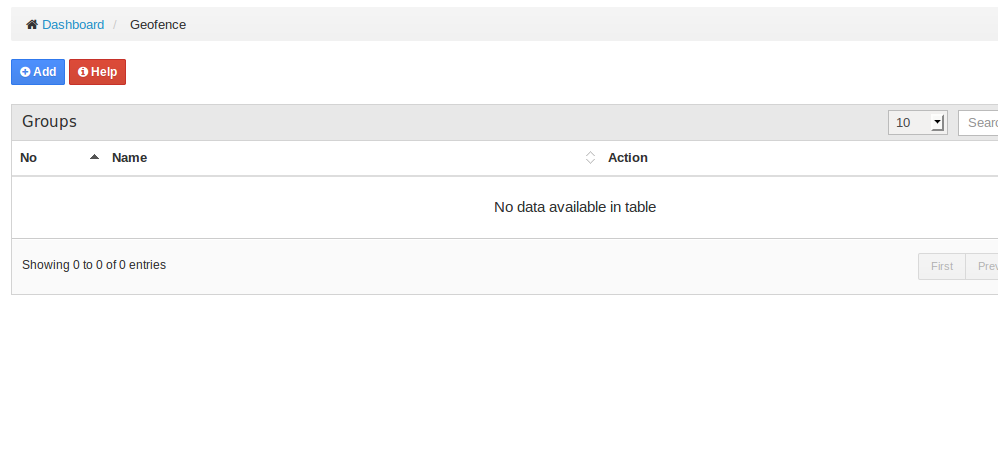 Dashboard / Geofence
Add Help
Groups 10 Searc
No Name Action
No data available in table
Showing 0 to 0 of 0 entries First Prev